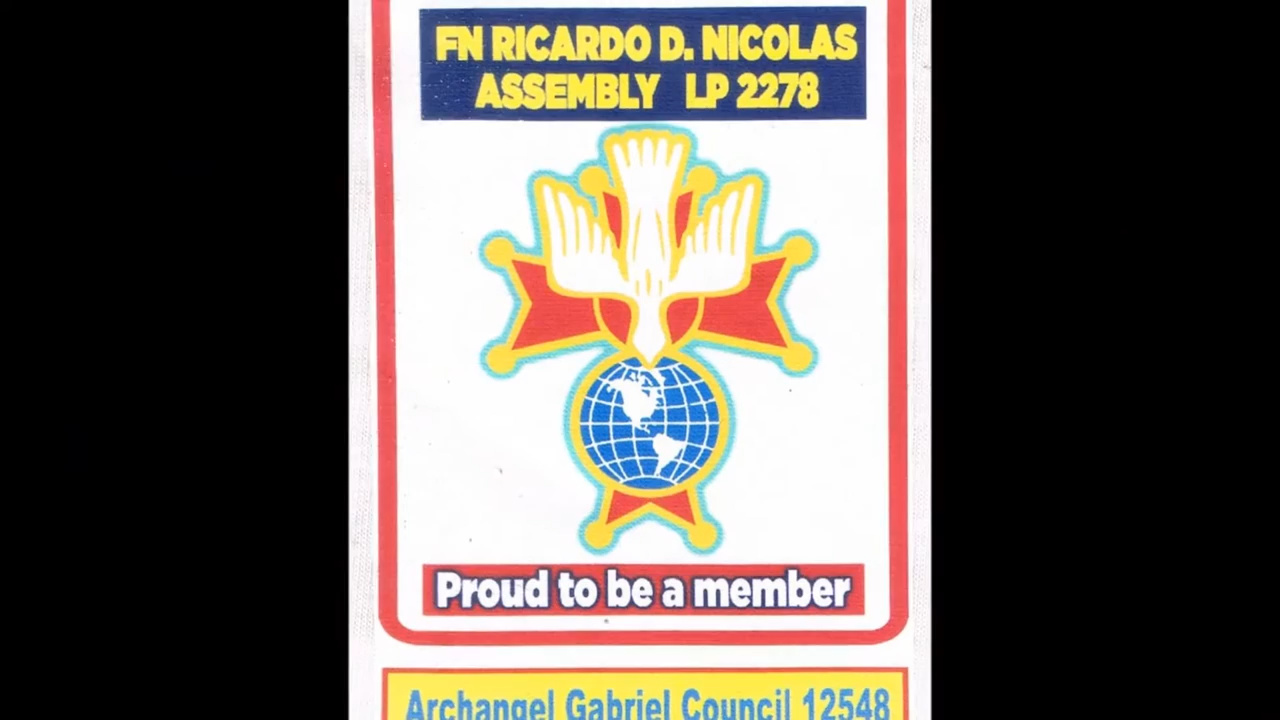 FN RICARDO D. NICOLAS
ASSEMBLY LP 2278
Proud to be a member
Archangel Gabriel Council 12548